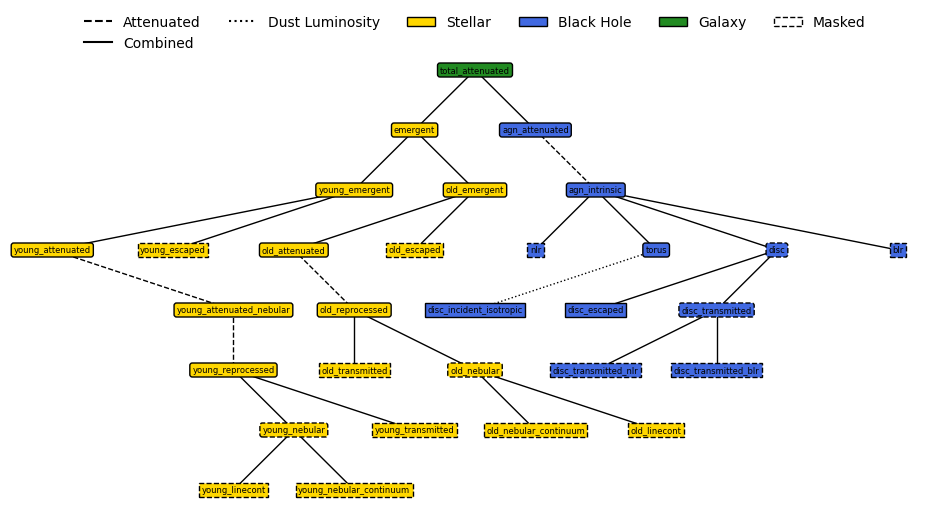 Attenuated Dust Luminosity Stellar Black Hole Galaxy Masked
Combined
total_attenuated
emergent agn_attenuated
young_emergent old_emergent agn_intrinsic
young_attenuated young_escaped old_attenuated old_escaped nlr torus disc blr
young_attenuated_nebular old_reprocessed disc_incident_isotropic disc_escaped disc_transmitted
young_reprocessed old_transmitted old_nebular disc_transmitted_nlr disc_transmitted_blr
young_nebular young_transmitted old_nebular_continuum old_linecont
young_linecont young_nebular_continuum